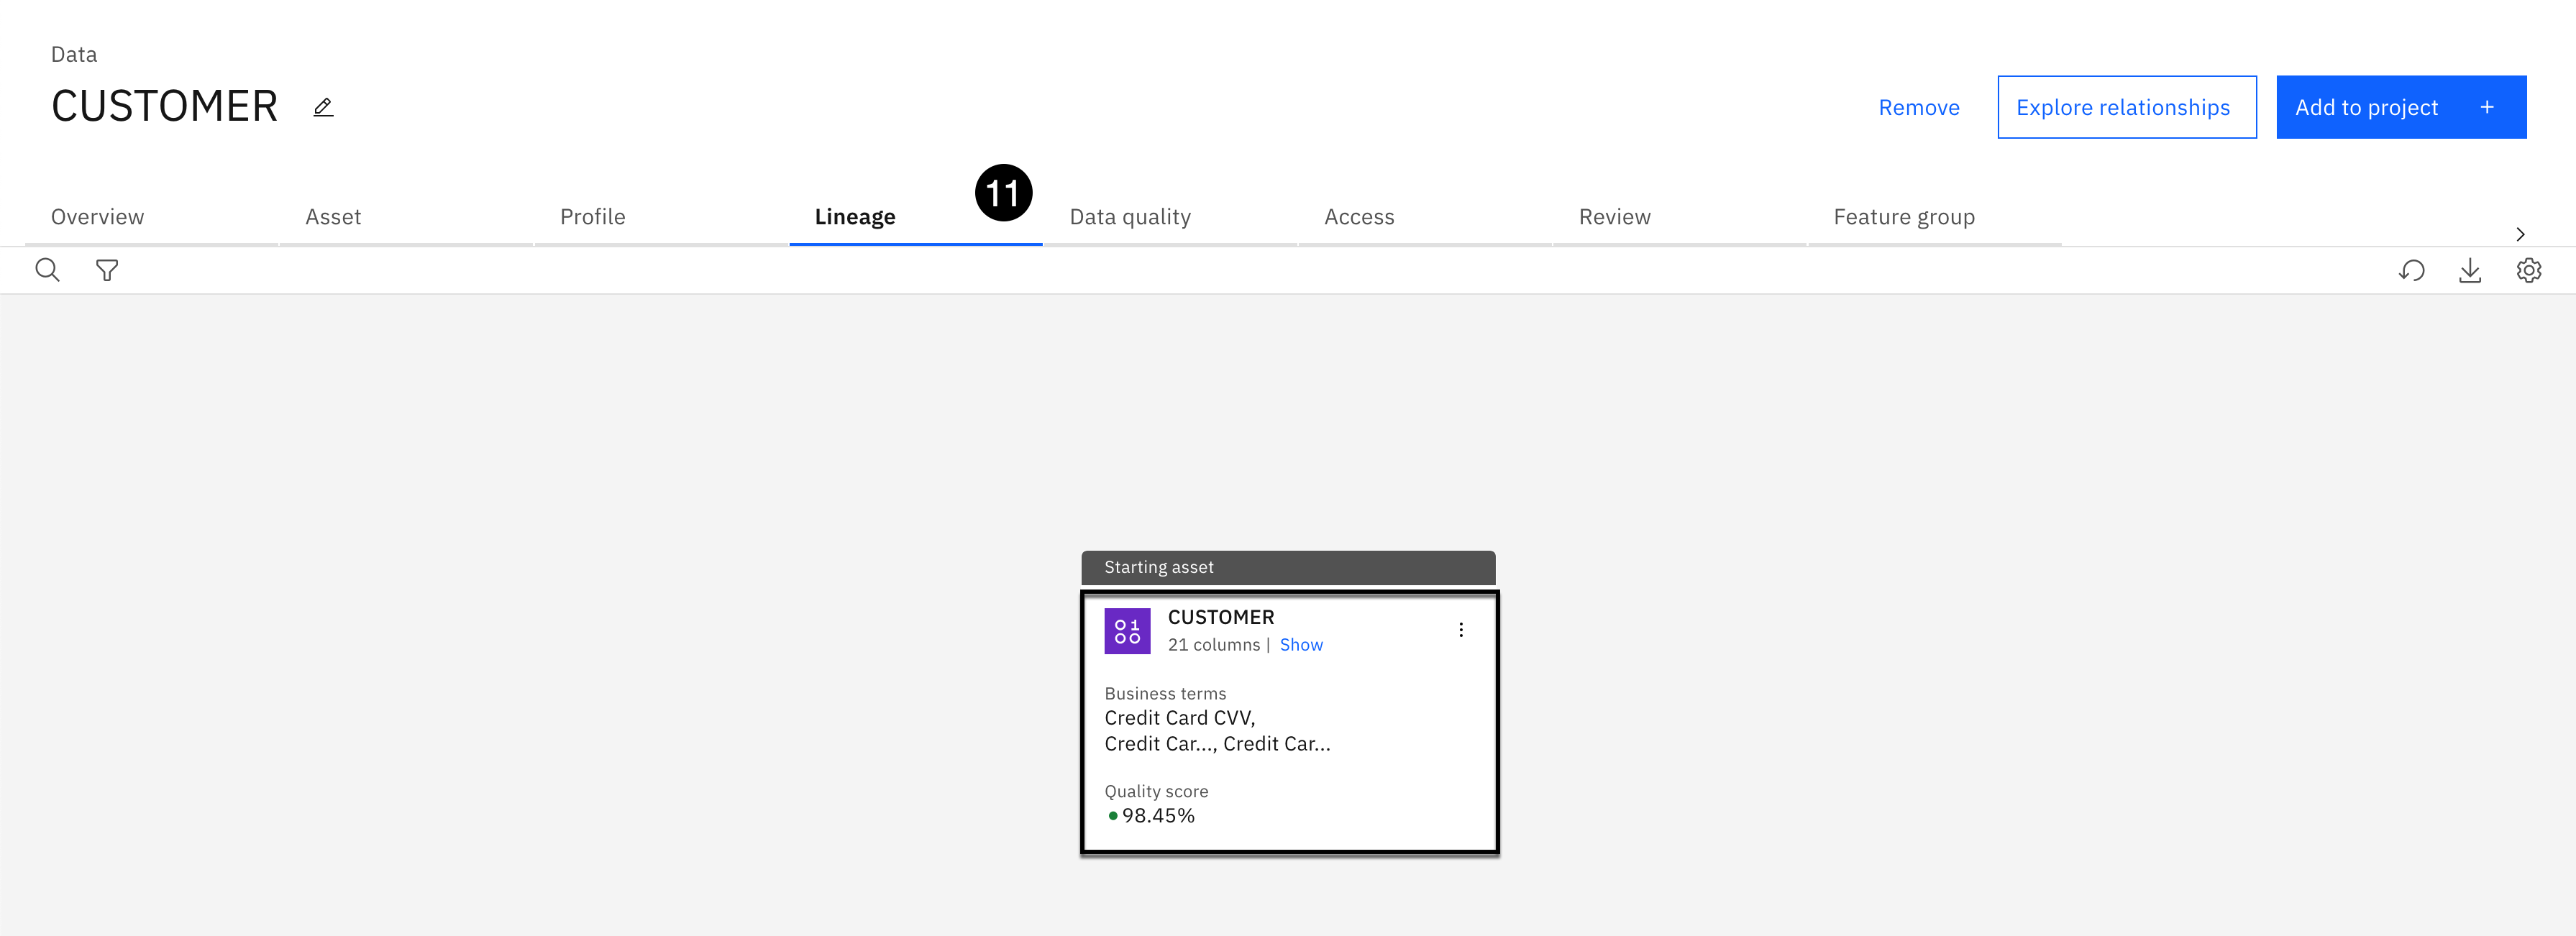 Data
CUSTOMER
Remove
Explore relationships
Add to project +
11
Overview
Asset
Profile
Lineage
Data quality
Access
Review
Feature group
Starting asset
CUSTOMER
21 columns | Show
Business terms
Credit Card CVV,
Credit Car..., Credit Car...
Quality score
98.45%